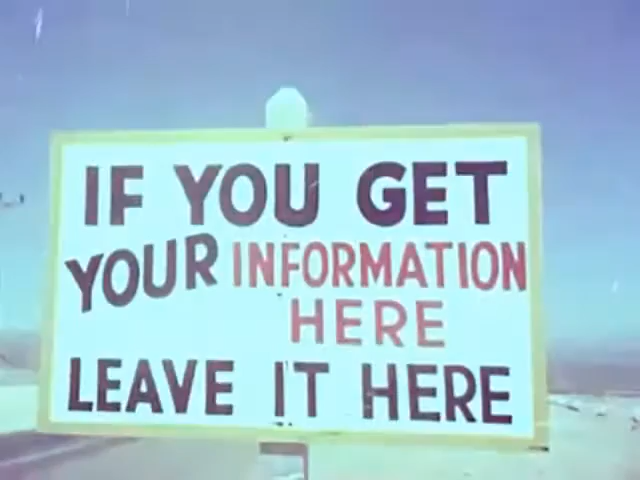 IF YOU GET
YOUR INFORMATION
HERE
LEAVE IT HERE